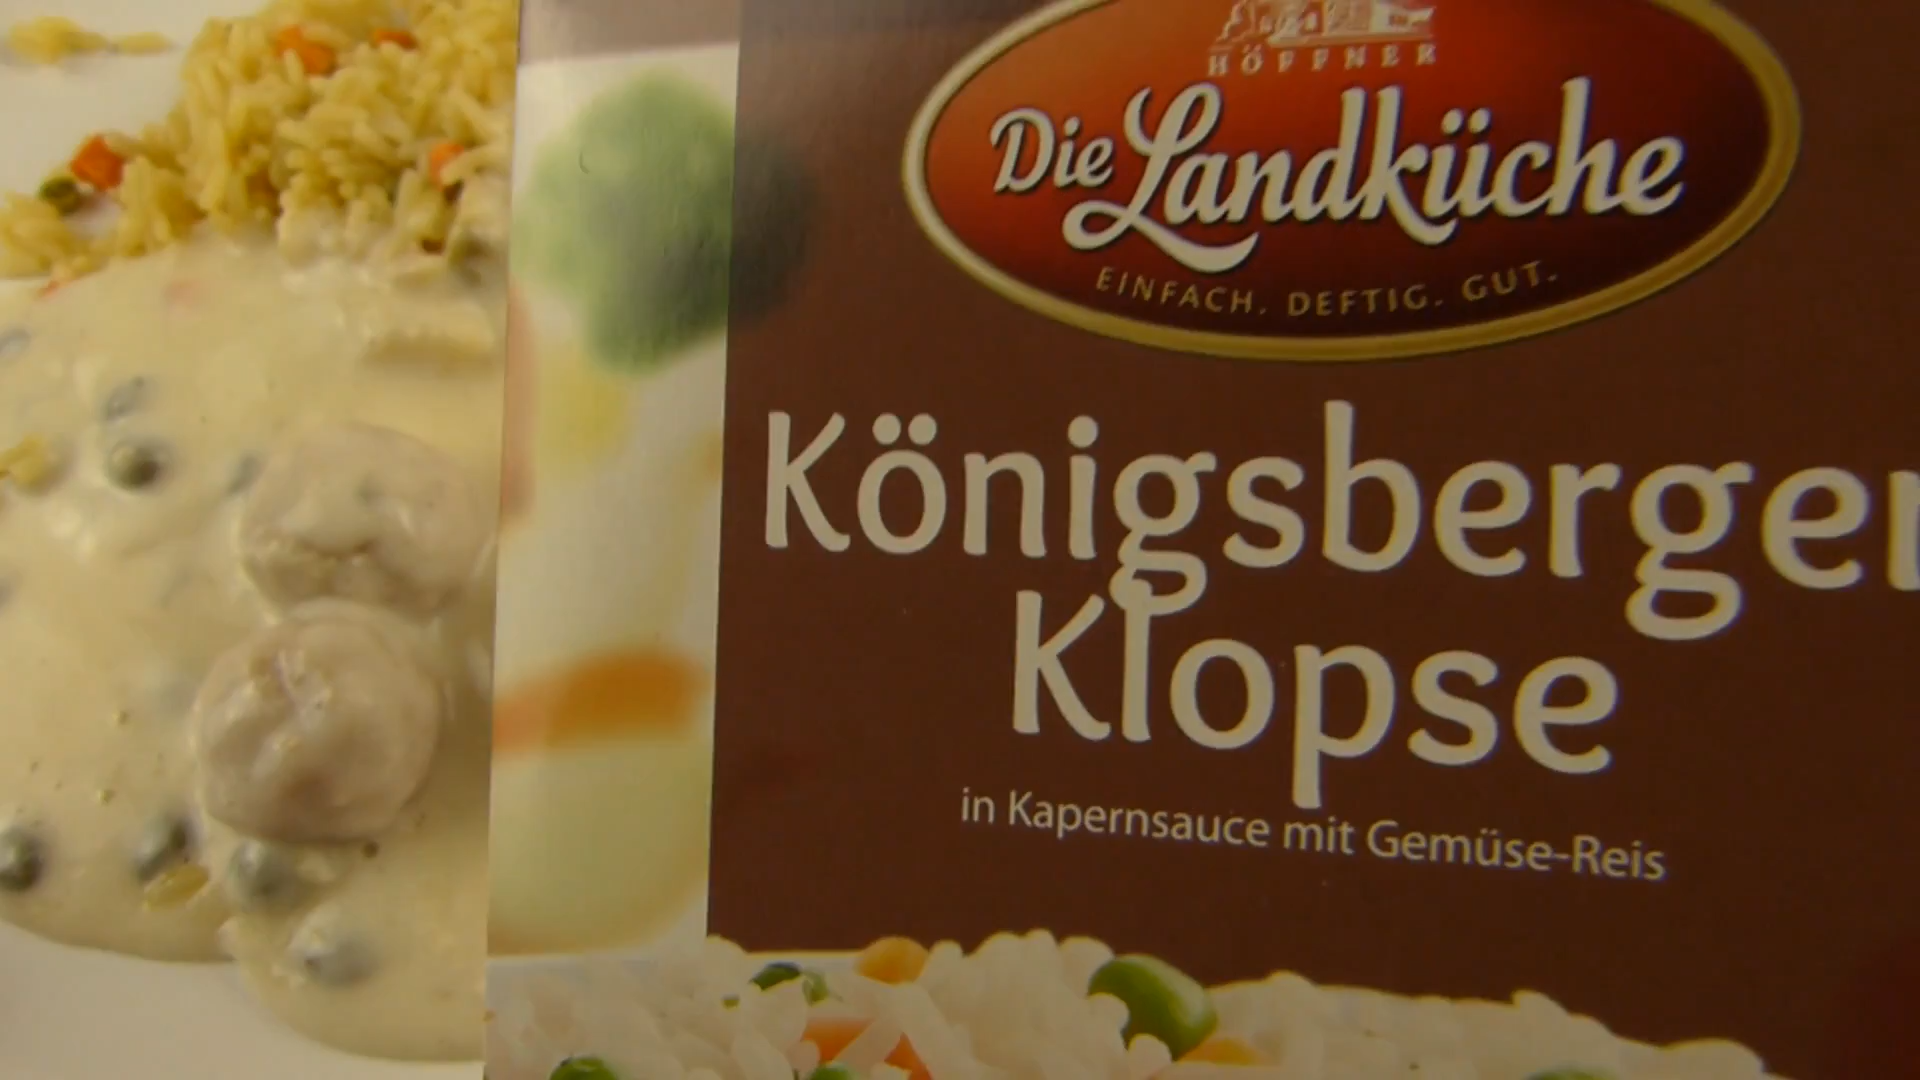 HÖFFNER
Die Landküche
EINFACH. DEFTIG. GUT.
Königsberger
Klopse
in Kapernsauce mit Gemüse-Reis